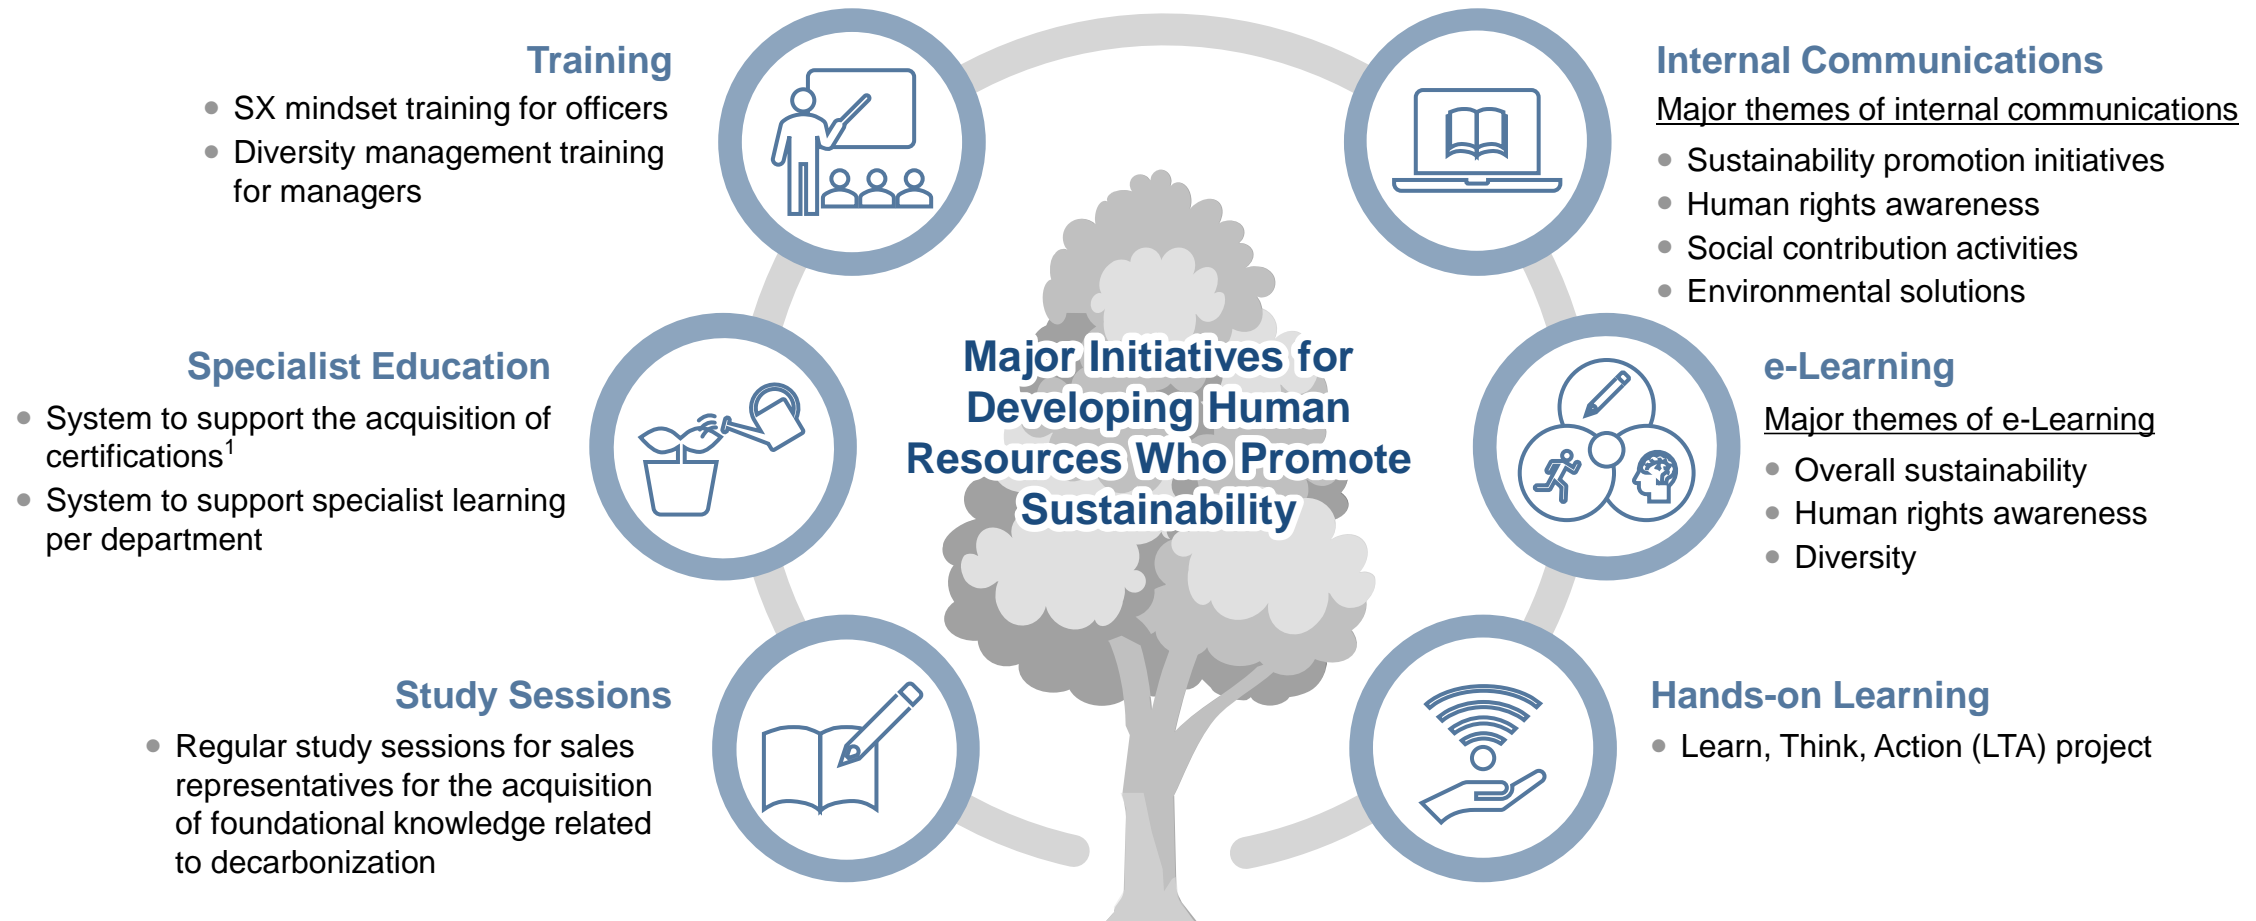 Training
• SX mindset training for officers
• Diversity management training
for managers
Specialist Education
• System to support the acquisition of
certifications¹
• System to support specialist learning
per department
Study Sessions
• Regular study sessions for sales
representatives for the acquisition
of foundational knowledge related
to decarbonization
Major Initiatives for
Developing Human
Resources Who Promote
Sustainability
Internal Communications
Major themes of internal communications
• Sustainability promotion initiatives
• Human rights awareness
• Social contribution activities
• Environmental solutions
e-Learning
Major themes of e-Learning
• Overall sustainability
• Human rights awareness
• Diversity
Hands-on Learning
• Learn, Think, Action (LTA) project